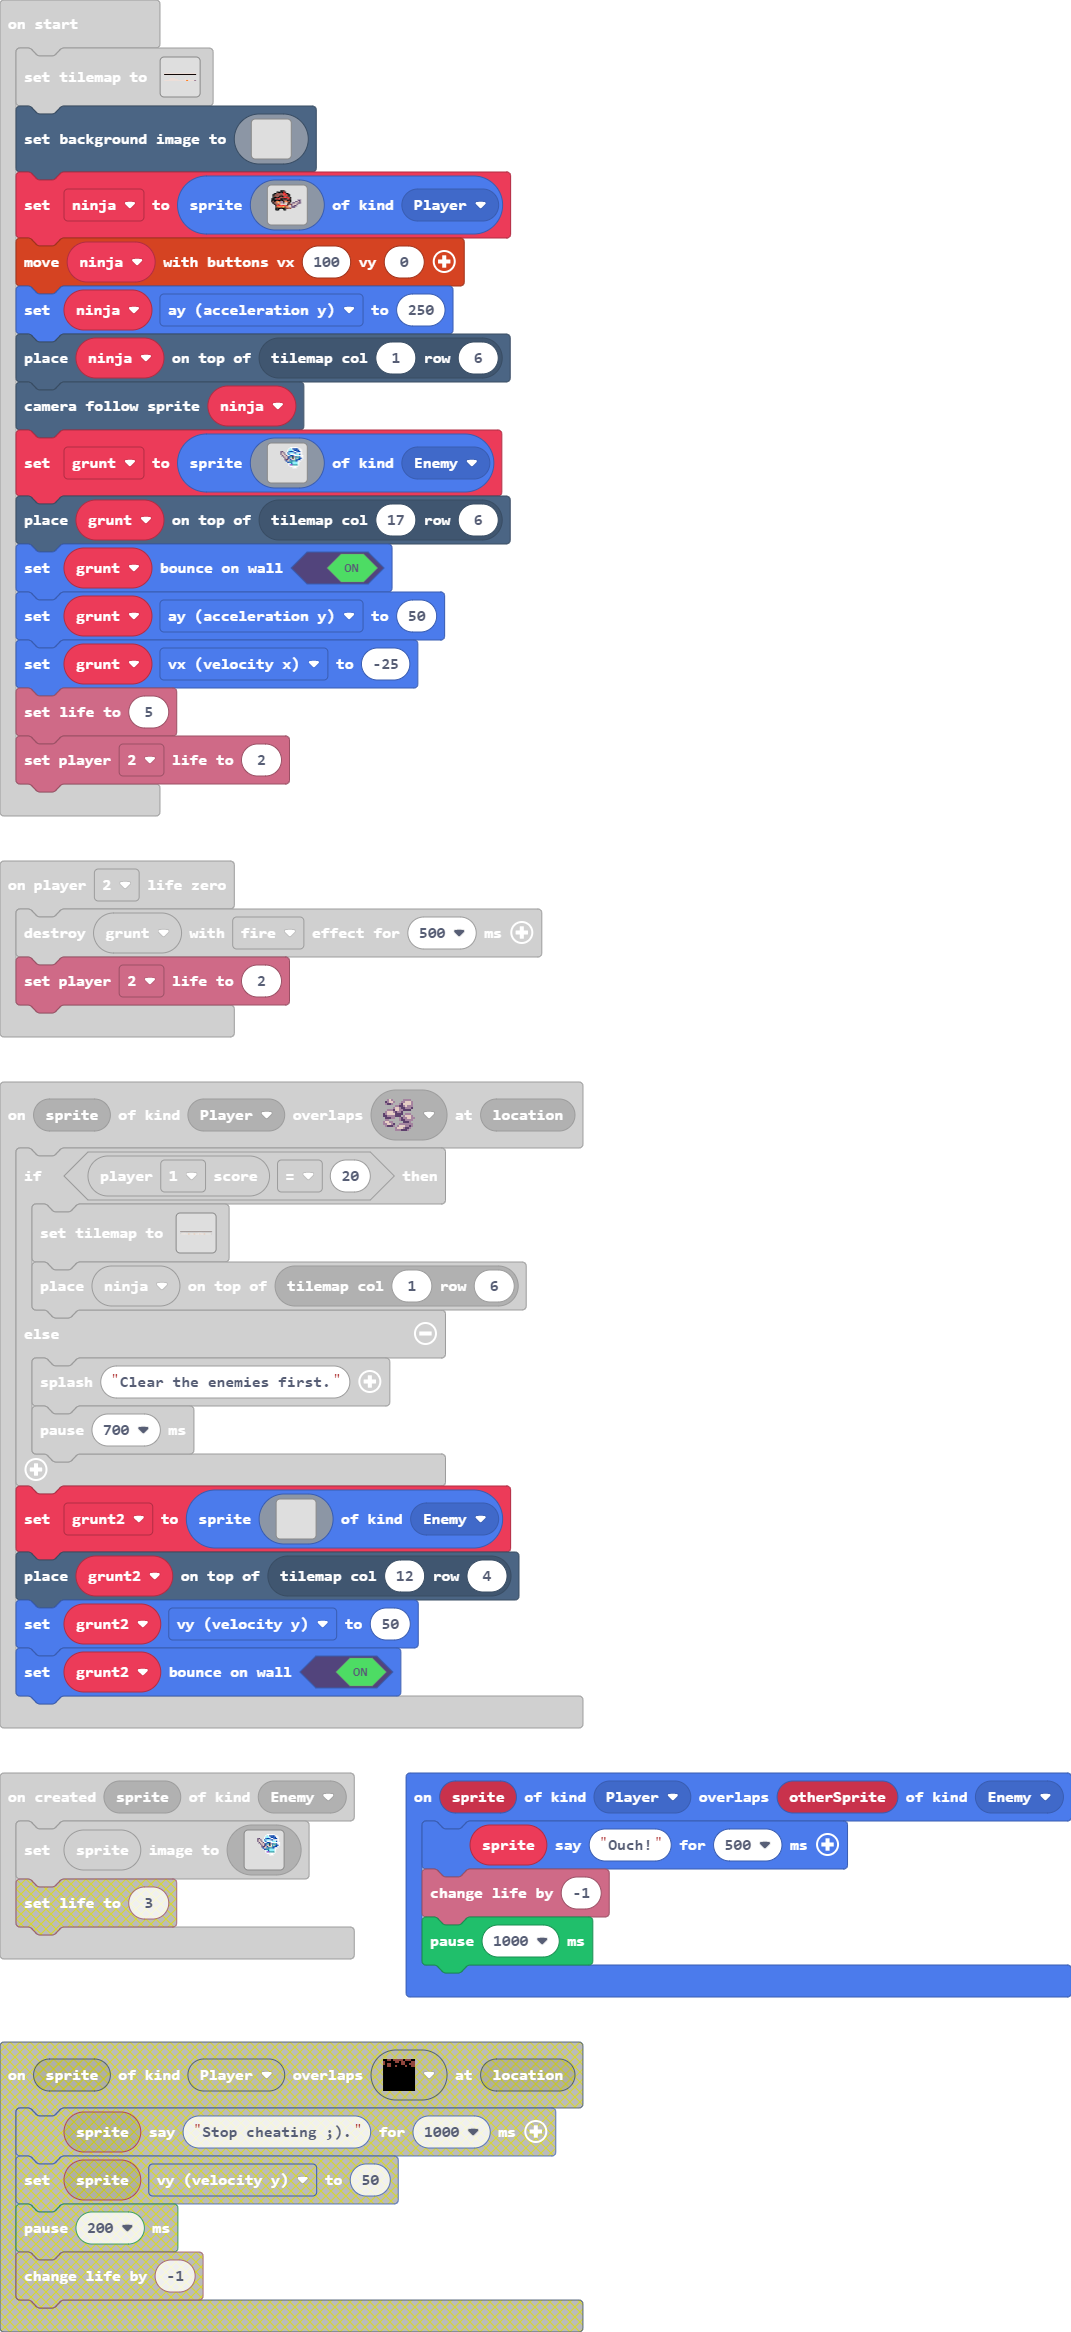 on start
set tilemap to
set background image to
set ninja to sprite of kind Player
move ninja with buttons vx 100 vy 0
set ninja ay (acceleration y) to 250
place ninja on top of tilemap col 1 row 6
camera follow sprite ninja
set grunt to sprite of kind Enemy
place grunt on top of tilemap col 17 row 6
set grunt bounce on wall ON
set grunt ay (acceleration y) to 50
set grunt vx (velocity x) to -25
set life to 5
set player 2 life to 2
on player 2 life zero
destroy grunt with fire effect for 500 ms
set player 2 life to 2
on sprite of kind Player overlaps at location
if player 1 score = 20 then
set tilemap to
place ninja on top of tilemap col 1 row 6
else
splash "Clear the enemies first."
pause 700 ms
set grunt2 to sprite of kind Enemy
place grunt2 on top of tilemap col 12 row 4
set grunt2 vy (velocity y) to 50
set grunt2 bounce on wall ON
on created sprite of kind Enemy
set sprite image to
set life to 3
on sprite of kind Player overlaps otherSprite of kind Enemy
sprite say "Ouch!" for 500 ms
change life by -1
pause 1000 ms
on sprite of kind Player overlaps at location
sprite say "Stop cheating ;)." for 1000 ms
set sprite vy (velocity y) to 50
pause 200 ms
change life by -1